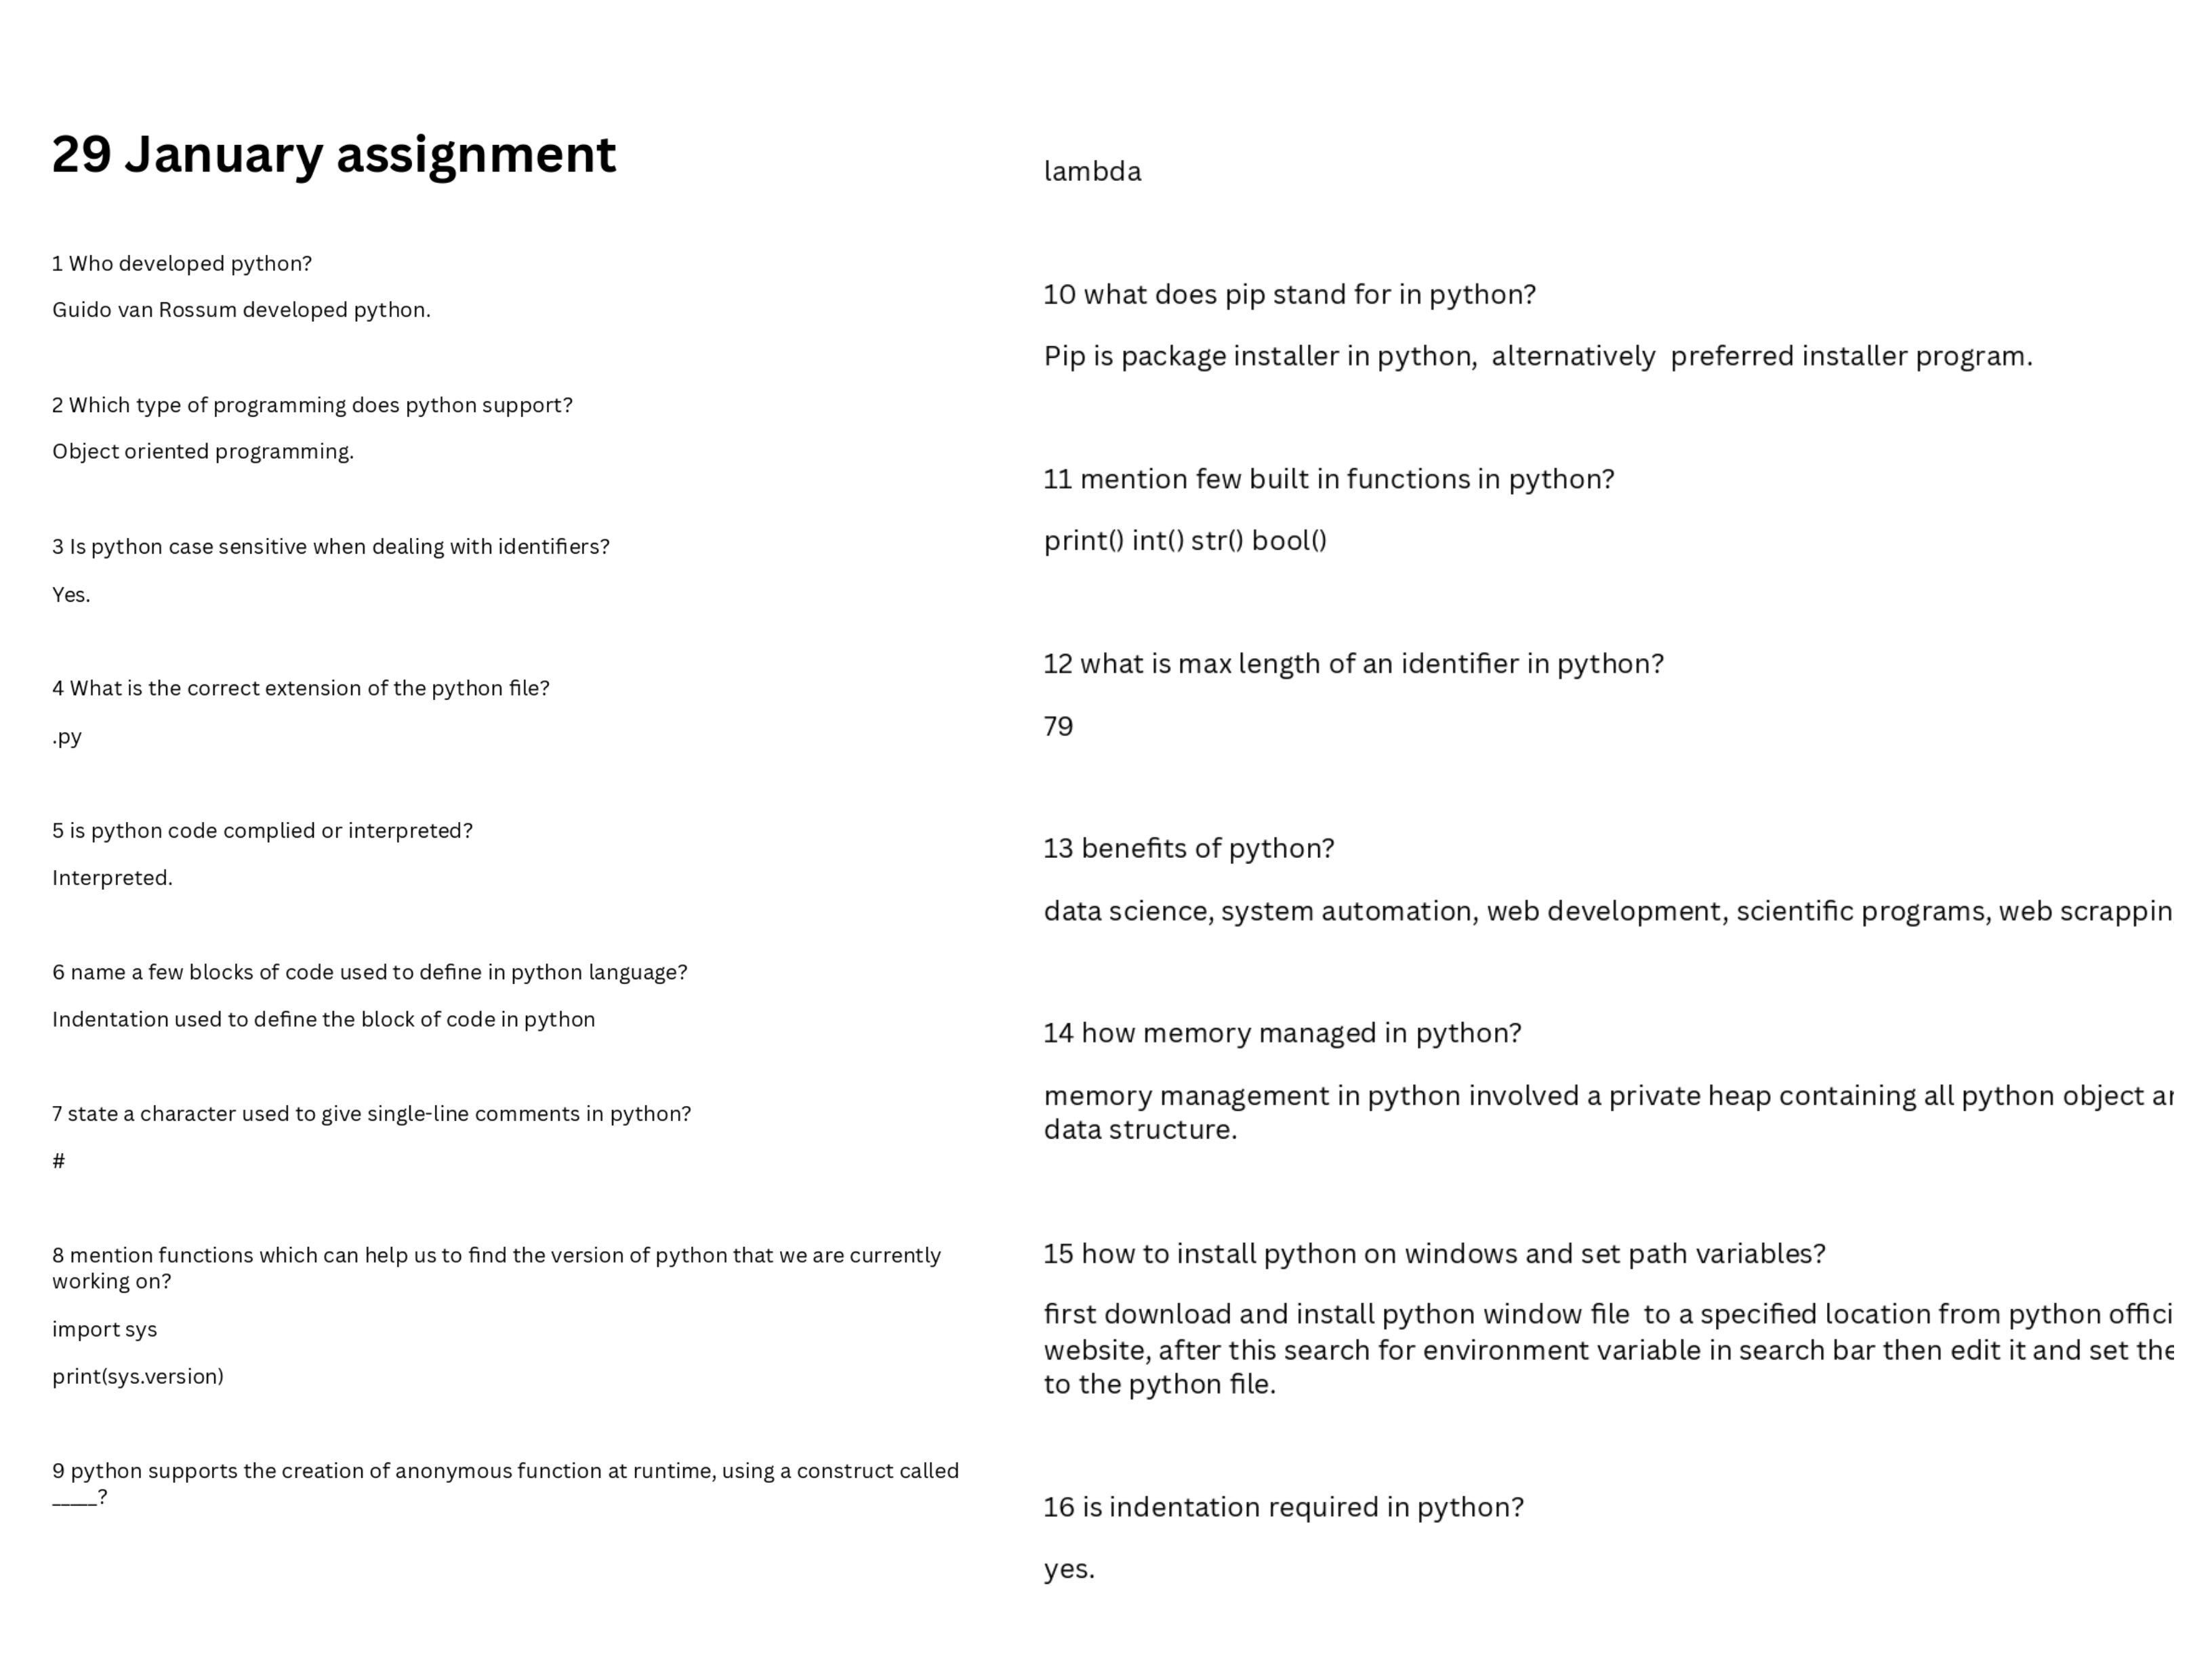 29 January assignment
1 Who developed python?
Guido van Rossum developed python.
2 Which type of programming does python support?
Object oriented programming.
3 Is python case sensitive when dealing with identifiers?
Yes.
4 What is the correct extension of the python file?
.py
5 is python code complied or interpreted?
Interpreted.
6 name a few blocks of code used to define in python language?
Indentation used to define the block of code in python
7 state a character used to give single-line comments in python?
#
8 mention functions which can help us to find the version of python that we are currently
working on?
import sys
print(sys.version)
9 python supports the creation of anonymous function at runtime, using a construct called
_____?
lambda
10 what does pip stand for in python?
Pip is package installer in python, alternatively preferred installer program.
11 mention few built in functions in python?
print() int() str() bool()
12 what is max length of an identifier in python?
79
13 benefits of python?
data science, system automation, web development, scientific programs, web scrappin
14 how memory managed in python?
memory management in python involved a private heap containing all python object
data structure.
15 how to install python on windows and set path variables?
first download and install python window file to a specified location from python offici
website, after this search for environment variable in search bar then edit it and set the
to the python file.
16 is indentation required in python?
yes.